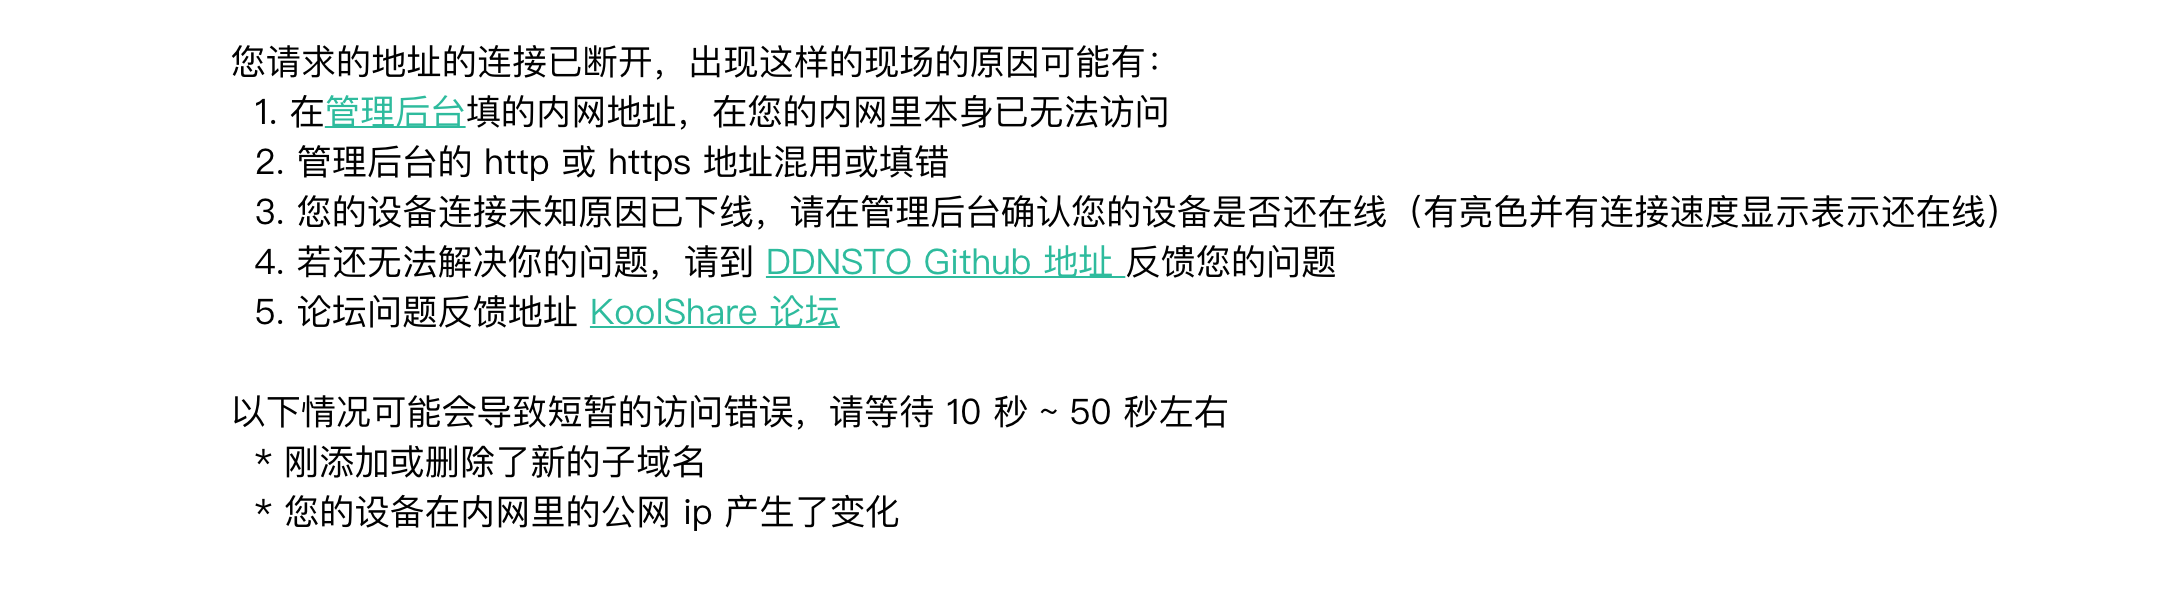 您请求的地址的连接已断开，出现这样的现场的原因可能有：
1. 在管理后台填的内网地址，在您的内网里本身已无法访问
2. 管理后台的 http 或 https 地址混用或填错
3. 您的设备连接未知原因已下线，请在管理后台确认您的设备是否还在线（有亮色并有连接速度显示表示还在线）
4. 若还无法解决你的问题，请到 DDNSTO Github 地址 反馈您的问题
5. 论坛问题反馈地址 KoolShare 论坛
以下情况可能会导致短暂的访问错误，请等待 10 秒 ~ 50 秒左右
* 刚添加或删除了新的子域名
* 您的设备在内网里的公网 ip 产生了变化